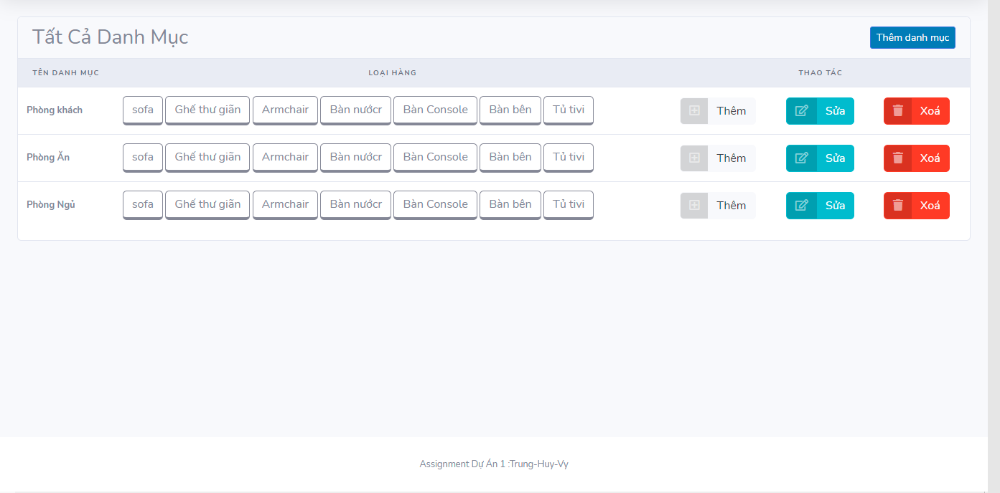 Tất Cả Danh Mục Thêm danh mục
TÊN DANH MỤC LOẠI HÀNG THAO TÁC
Phòng khách sofa Ghế thư giãn Armchair Bàn nướcr Bàn Console Bàn bên Tủ tivi Thêm Sửa Xoá
Phòng Ăn sofa Ghế thư giãn Armchair Bàn nướcr Bàn Console Bàn bên Tủ tivi Thêm Sửa Xoá
Phòng Ngủ sofa Ghế thư giãn Armchair Bàn nướcr Bàn Console Bàn bên Tủ tivi Thêm Sửa Xoá
Assignment Dự Án 1 :Trung-Huy-Vy